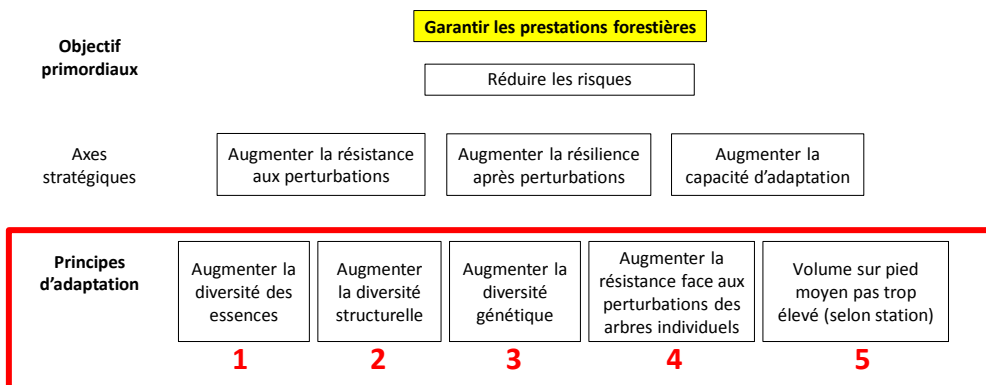 Garantir les prestations forestières
Objectif
primordiaux
Réduire les risques
Axes
stratégiques
Augmenter la résistance
aux perturbations
Augmenter la résilience
après perturbations
Augmenter la
capacité d'adaptation
Principes
d'adaptation
Augmenter la
diversité des
essences
Augmenter
la diversité
structurelle
Augmenter la
diversité
génétique
Augmenter la
résistance face aux
perturbations des
arbres individuels
Volume sur pied
moyen pas trop
élevé (selon station)
1
2
3
4
5